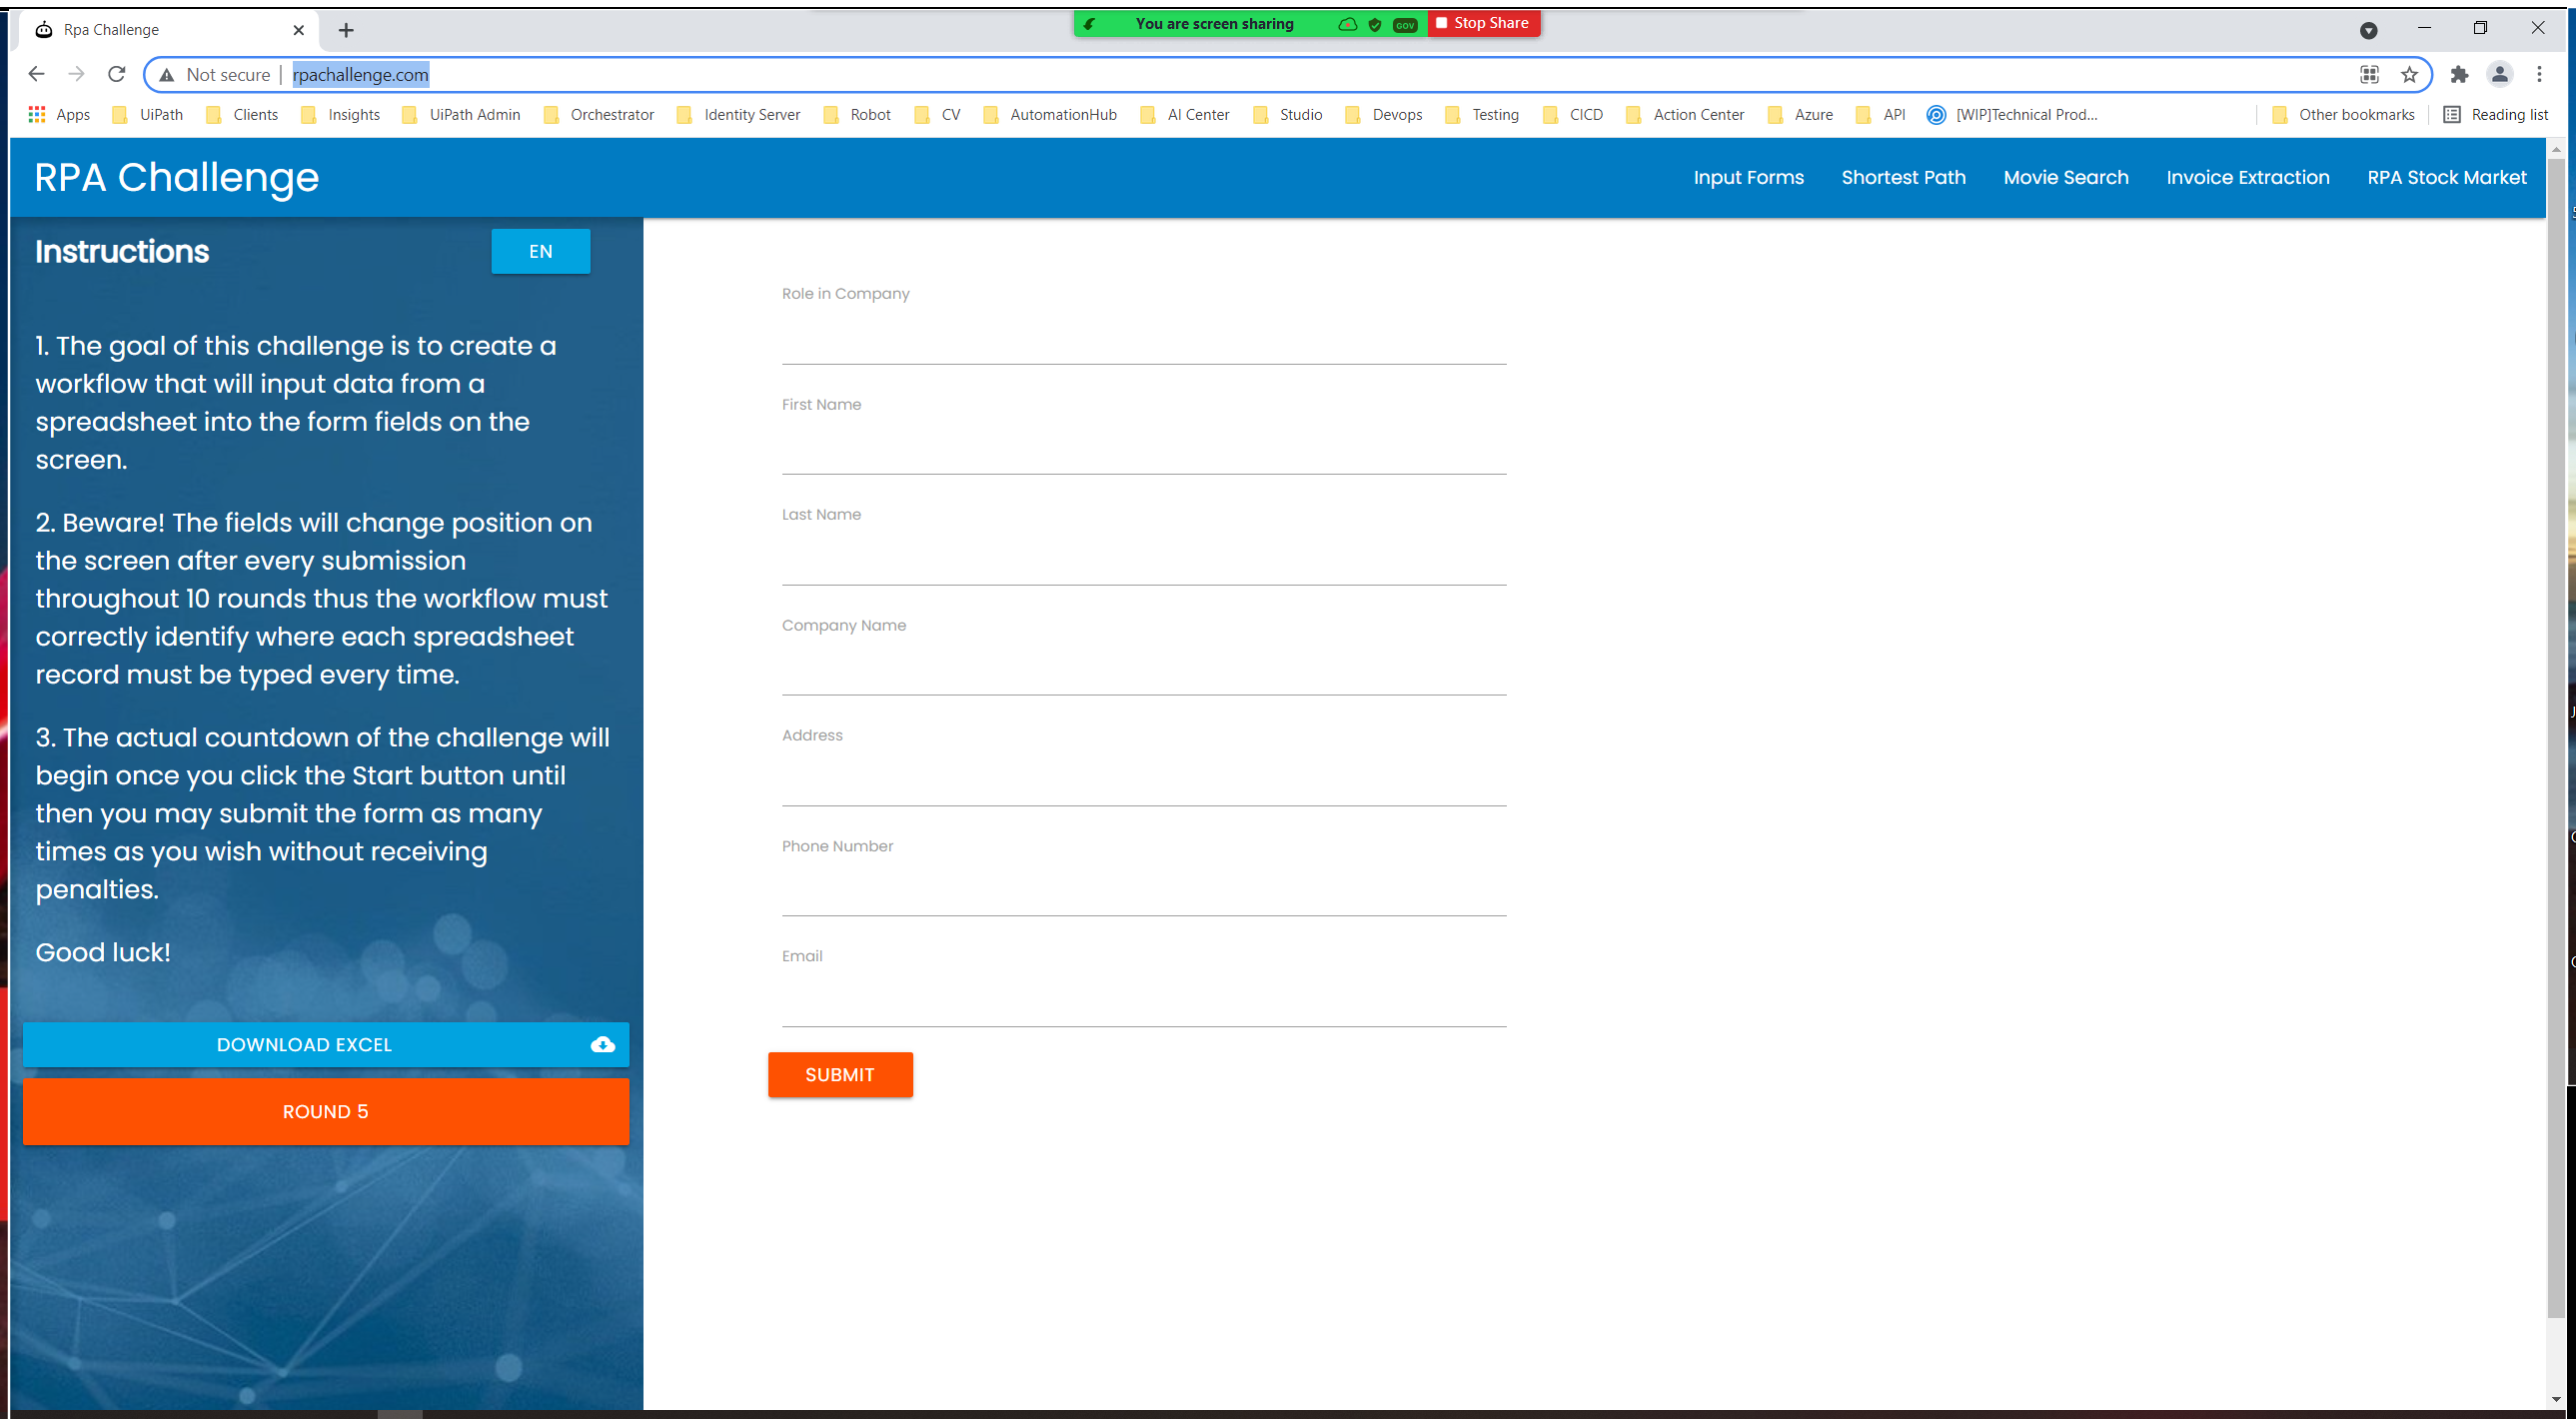 Rpa Challenge
You are screen sharing
GOV
Stop Share
Not secure | rpachallenge.com
Apps UiPath Clients Insights UiPath Admin Orchestrator Identity Server Robot CV AutomationHub AI Center Studio Devops Testing CICD Action Center Azure API [WIP]Technical Prod... Other bookmarks Reading list
RPA Challenge
Input Forms Shortest Path Movie Search Invoice Extraction RPA Stock Market
Instructions
EN
1. The goal of this challenge is to create a
workflow that will input data from a
spreadsheet into the form fields on the
screen.
2. Beware! The fields will change position on
the screen after every submission
throughout 10 rounds thus the workflow must
correctly identify where each spreadsheet
record must be typed every time.
3. The actual countdown of the challenge will
begin once you click the Start button until
then you may submit the form as many
times as you wish without receiving
penalties.
Good luck!
DOWNLOAD EXCEL
ROUND 5
Role in Company
First Name
Last Name
Company Name
Address
Phone Number
Email
SUBMIT